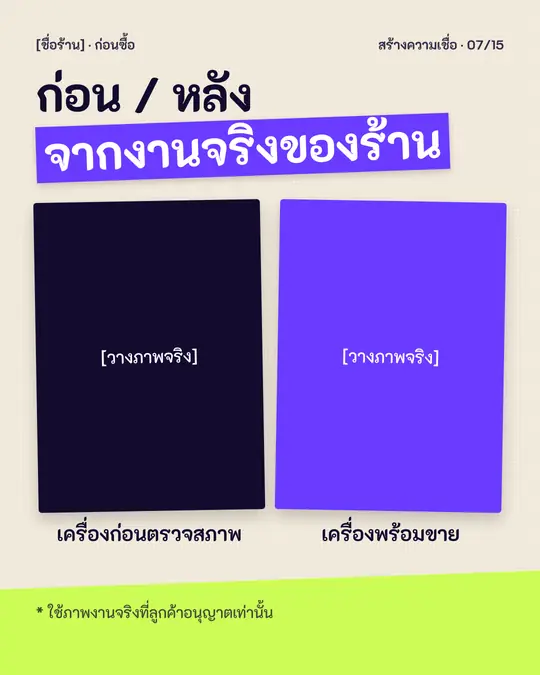 [ชื่อร้าน] · ก่อนซื้อ
สร้างความเชื่อ · 07/15
ก่อน / หลัง
จากงานจริงของร้าน
[วางภาพจริง]
[วางภาพจริง]
เครื่องก่อนตรวจสภาพ
เครื่องพร้อมขาย
* ใช้ภาพงานจริงที่ลูกค้าอนุญาตเท่านั้น